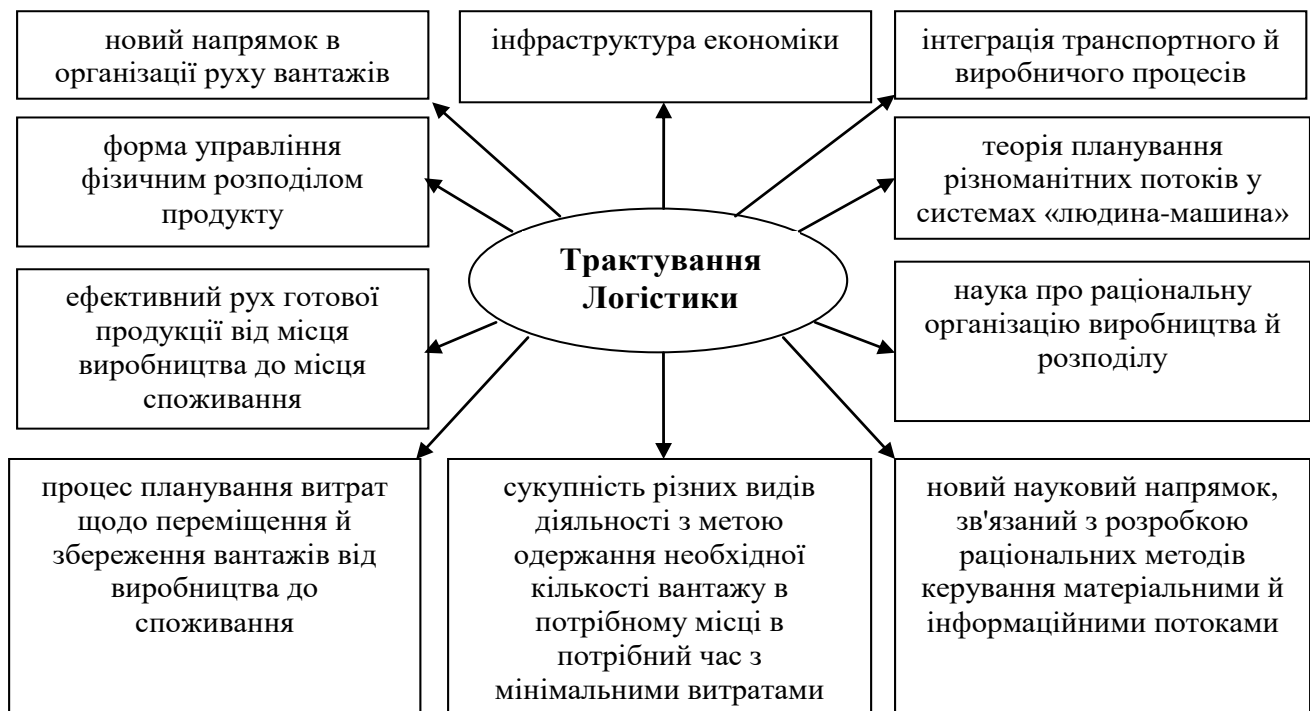 новий напрямок в
організації руху вантажів
інфраструктура економіки
інтеграція транспортного й
виробничого процесів
форма управління
фізичним розподілом
продукту
теорія планування
різноманітних потоків у
системах «людина-машина»
Трактування
Логістики
ефективний рух готової
продукції від місця
виробництва до місця
споживання
наука про раціональну
організацію виробництва й
розподілу
процес планування витрат
щодо переміщення й
збереження вантажів від
виробництва до
споживання
сукупність різних видів
діяльності з метою
одержання необхідної
кількості вантажу в
потрібному місці в
потрібний час з
мінімальними витратами
новий науковий напрямок,
зв'язаний з розробкою
раціональних методів
керування матеріальними й
інформаційними потоками